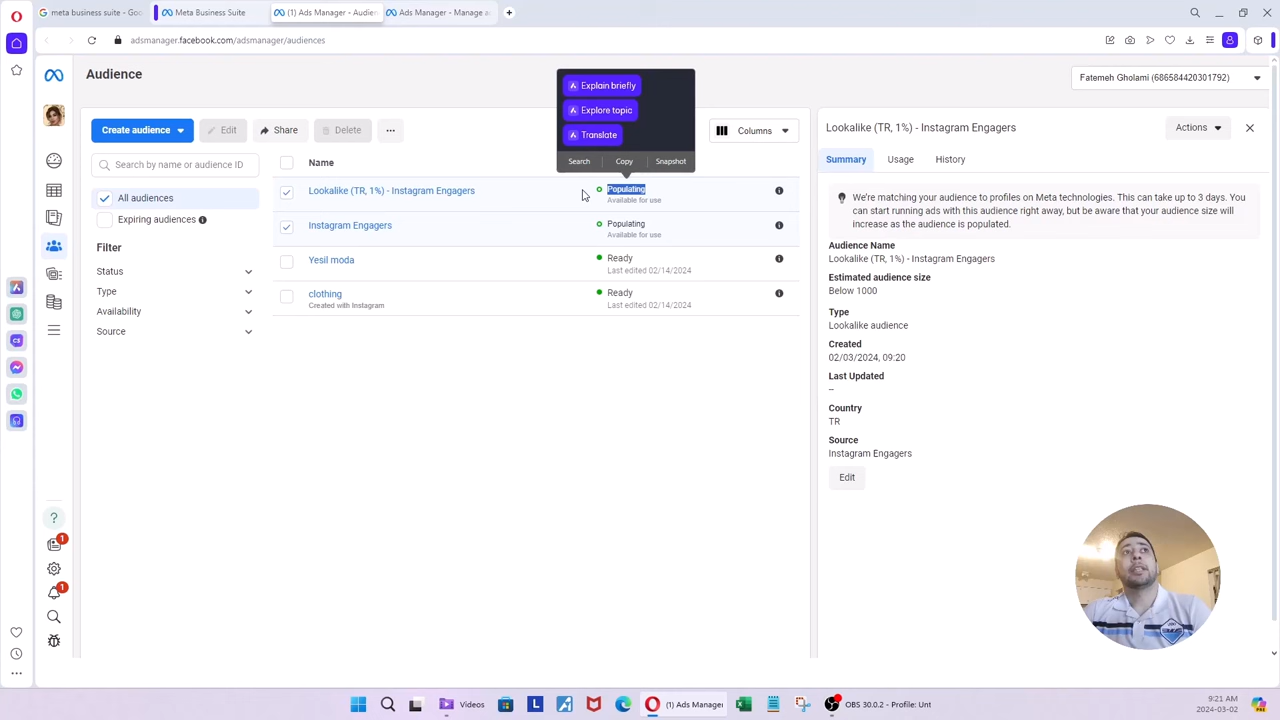 meta business suite - Goo
Meta Business Suite
(1) Ads Manager - Audien
Ads Manager - Manage a
adsmanager.facebook.com/adsmanager/audiences
Audience
Fatemeh Gholami (686584420301792)
Explain briefly
Explore topic
Translate
Search
Copy
Snapshot
Create audience
Edit
Share
Delete
Columns
Search by name or audience ID
Name
All audiences
Expiring audiences
Filter
Status
Type
Availability
Source
Lookalike (TR, 1%) - Instagram Engagers
Populating
Available for use
Instagram Engagers
Populating
Available for use
Yesil moda
Ready
Last edited 02/14/2024
clothing
Created with Instagram
Ready
Last edited 02/14/2024
Lookalike (TR, 1%) - Instagram Engagers
Actions
Summary
Usage
History
We're matching your audience to profiles on Meta technologies. This can take up to 3 days. You
can start running ads with this audience right away, but be aware that your audience size will
increase as the audience is populated.
Audience Name
Lookalike (TR, 1%) - Instagram Engagers
Estimated audience size
Below 1000
Type
Lookalike audience
Created
02/03/2024, 09:20
Last Updated
--
Country
TR
Source
Instagram Engagers
Edit
1
1
Videos
(1) Ads Manager
OBS 30.0.2 - Profile: Unt
9:21 AM
2024-03-02